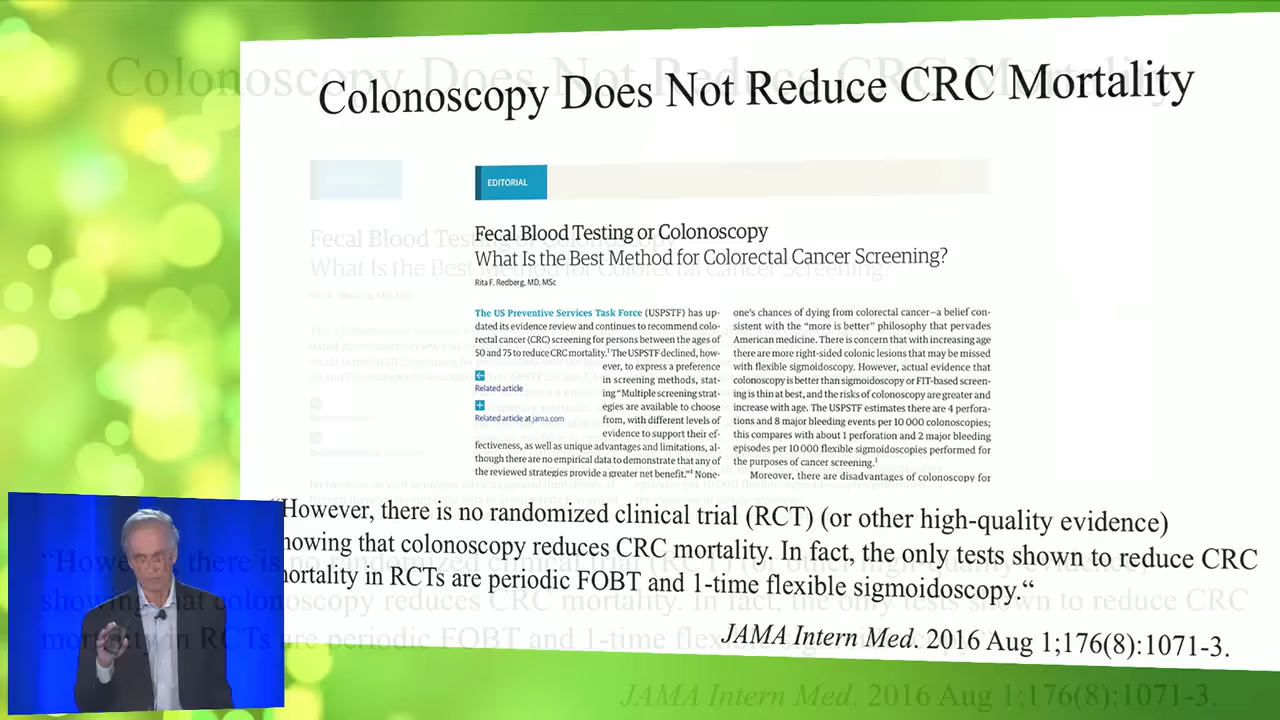 Colonoscopy Does Not Reduce CRC Mortality
EDITORIAL
Fecal Blood Testing or Colonoscopy
What Is the Best Method for Colorectal Cancer Screening?
Rita F. Redberg, MD, MSc
The US Preventive Services Task Force (USPSTF) has up-
dated its evidence review and continues to recommend colo-
rectal cancer (CRC) screening for persons between the ages of
50 and 75 to reduce CRC mortality.1 The USPSTF declined, how-
ever, to express a preference
in screening methods, stat-
ing “Multiple screening strat-
egies are available to choose
from, with different levels of
evidence to support their ef-
fectiveness, as well as unique advantages and limitations, al-
though there are no empirical data to demonstrate that any of
the reviewed strategies provide a greater net benefit.”1 None-
Related article
Related article at jama.com
one’s chances of dying from colorectal cancer—a belief con-
sistent with the “more is better” philosophy that pervades
American medicine. There is concern that with increasing age
there are more right-sided colonic lesions that may be missed
with flexible sigmoidoscopy. However, actual evidence that
colonoscopy is better than sigmoidoscopy or FIT-based screen-
ing is thin at best, and the risks of colonoscopy are greater and
increase with age. The USPSTF estimates there are 4 perfora-
tions and 8 major bleeding events per 10 000 colonoscopies;
this compares with about 1 perforation and 2 major bleeding
episodes per 10 000 flexible sigmoidoscopies performed for
the purposes of cancer screening.1
Moreover, there are disadvantages of colonoscopy for
“However, there is no randomized clinical trial (RCT) (or other high-quality evidence)
howing that colonoscopy reduces CRC mortality. In fact, the only tests shown to reduce CRC
mortality in RCTs are periodic FOBT and 1-time flexible sigmoidoscopy.“
JAMA Intern Med. 2016 Aug 1;176(8):1071-3.